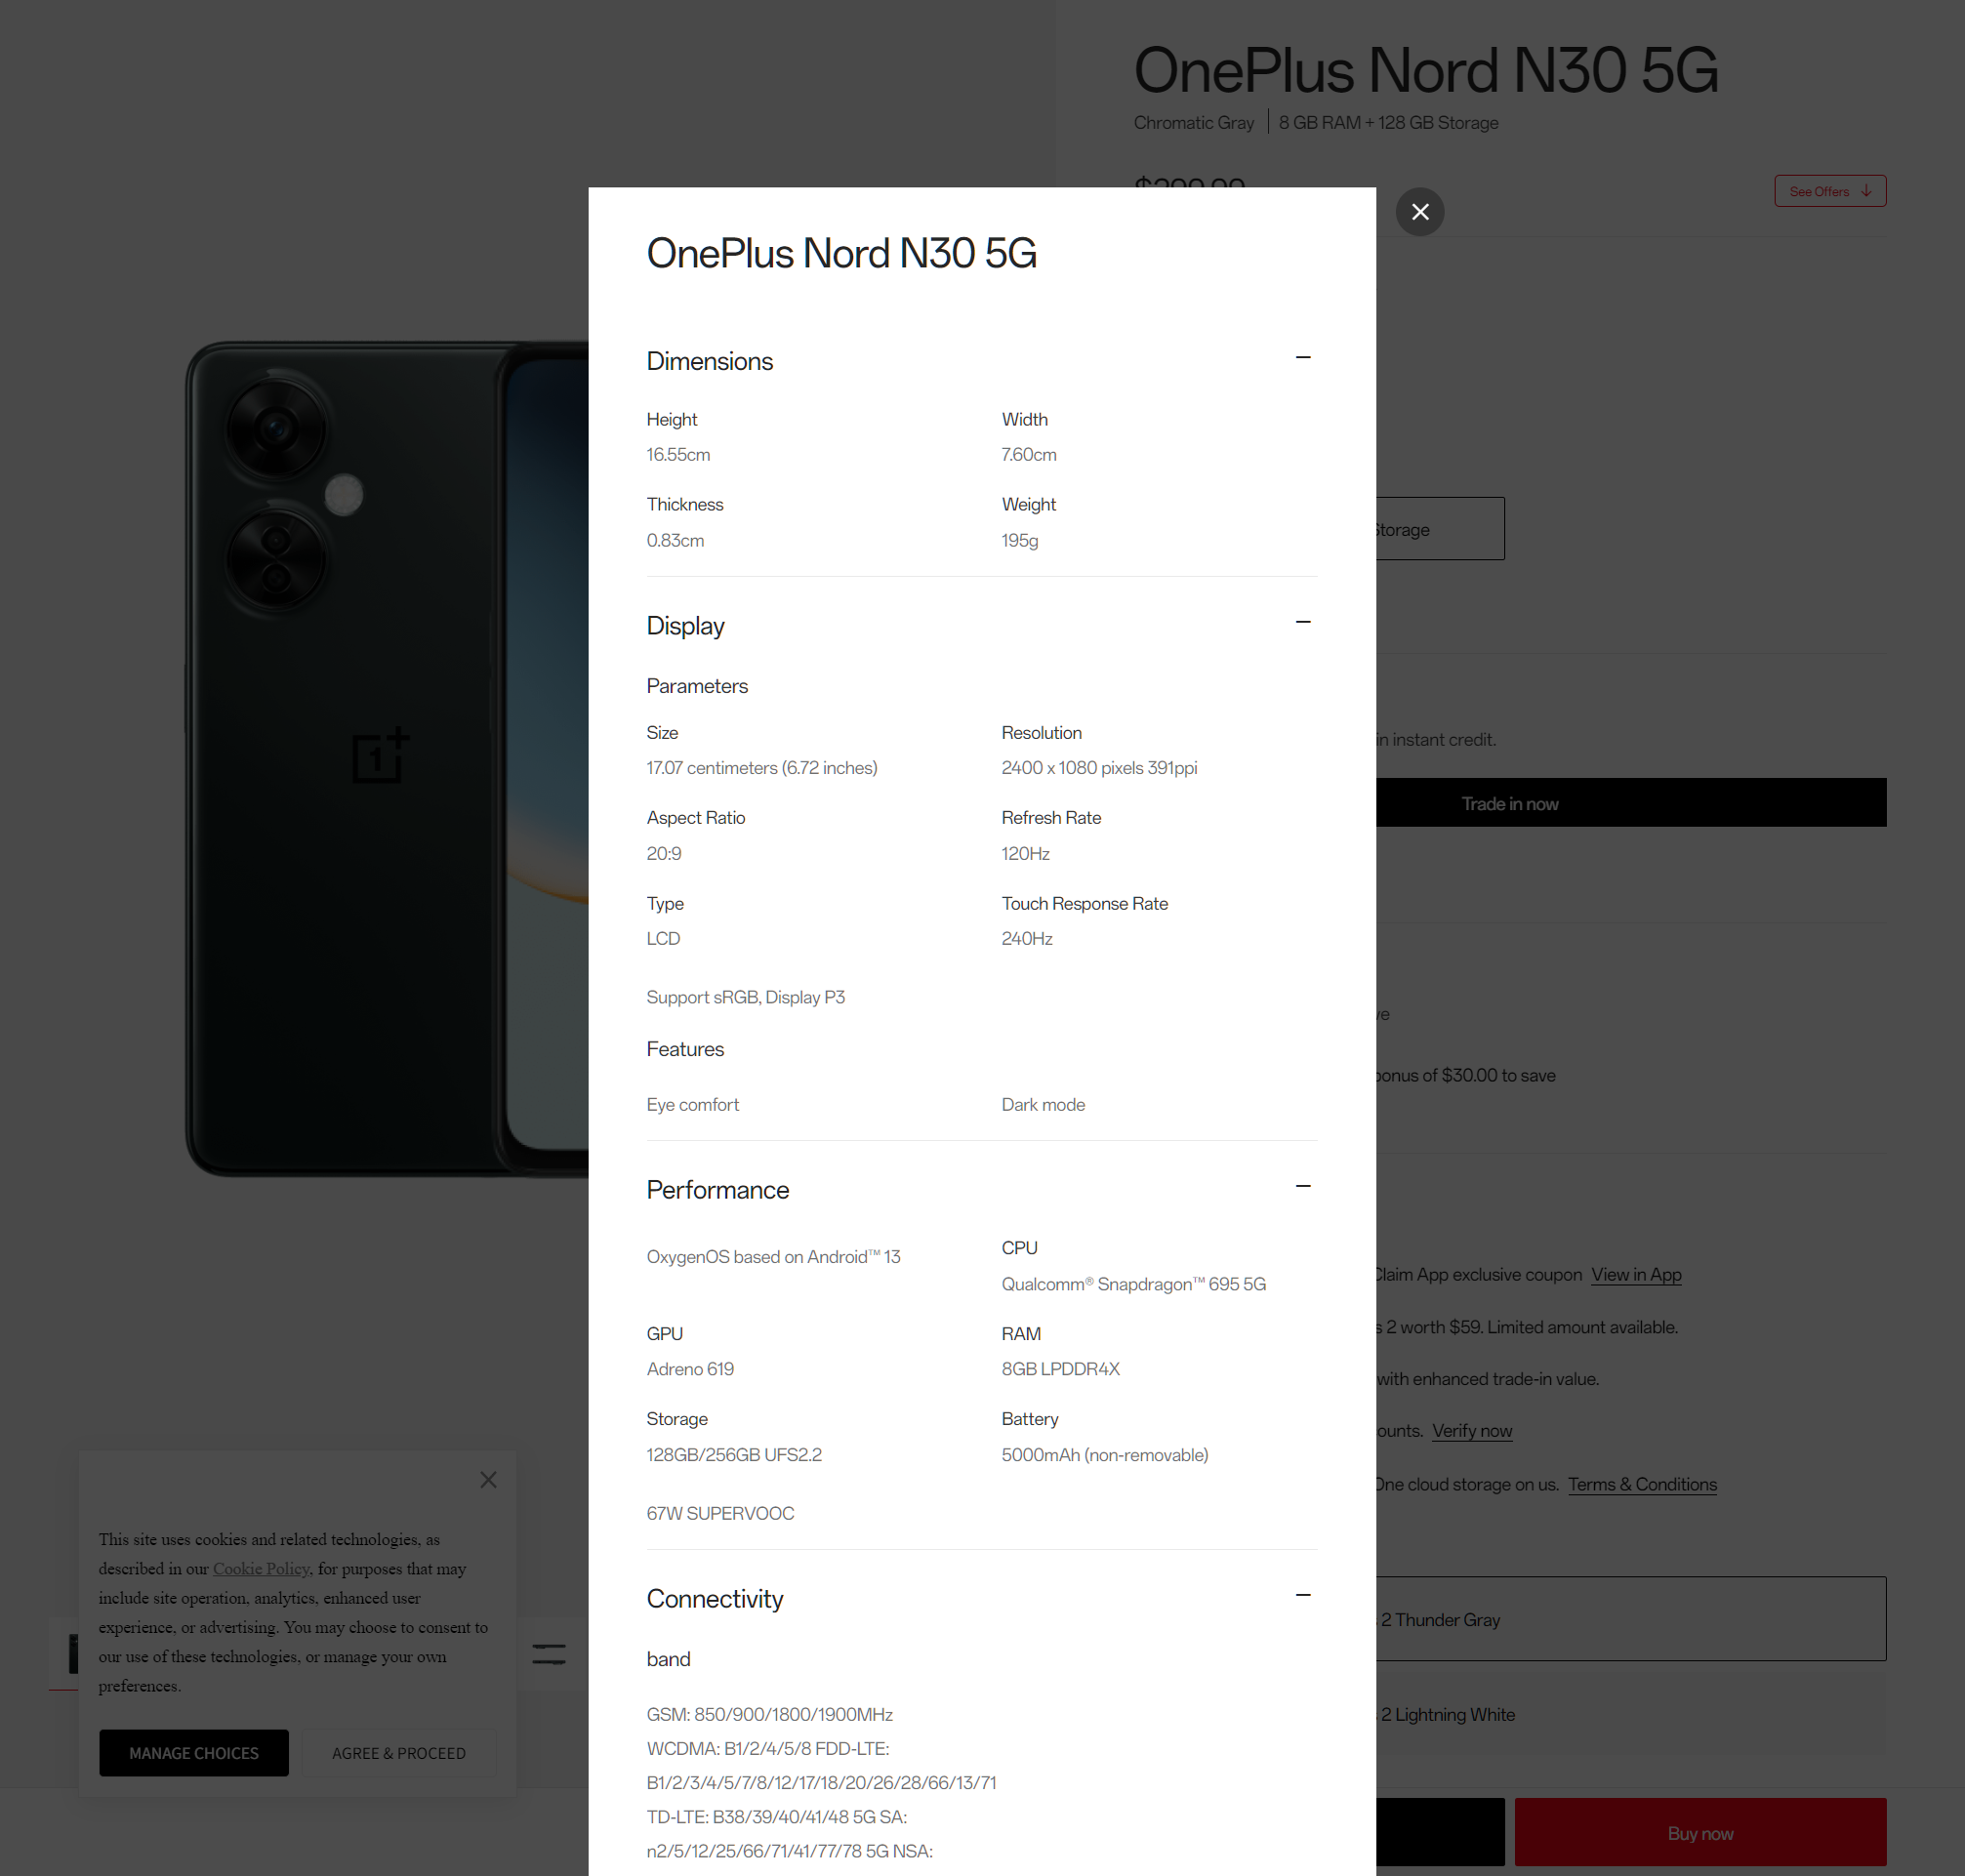 OnePlus Nord N30 5G
Chromatic Gray | 8 GB RAM + 128 GB Storage
See Offers
OnePlus Nord N30 5G
Dimensions
Height
Width
16.55cm
7.60cm
Thickness
Weight
0.83cm
195g
Storage
Display
Parameters
Size
Resolution
17.07 centimeters (6.72 inches)
2400 x 1080 pixels 391ppi
in instant credit.
Trade in now
Aspect Ratio
Refresh Rate
20:9
120Hz
Type
Touch Response Rate
LCD
240Hz
Support sRGB, Display P3
Features
bonus of $30.00 to save
Eye comfort
Dark mode
Performance
OxygenOS based on Android™ 13
CPU
Qualcomm® Snapdragon™ 695 5G
Claim App exclusive coupon View in App
GPU
RAM
s 2 worth $59. Limited amount available.
Adreno 619
8GB LPDDR4X
with enhanced trade-in value.
Storage
Battery
128GB/256GB UFS2.2
5000mAh (non-removable)
ounts. Verify now
67W SUPERVOOC
One cloud storage on us. Terms & Conditions
This site uses cookies and related technologies, as
described in our Cookie Policy, for purposes that may
include site operation, analytics, enhanced user
experience, or advertising. You may choose to consent to
our use of these technologies, or manage your own
preferences.
MANAGE CHOICES
AGREE & PROCEED
Connectivity
band
GSM: 850/900/1800/1900MHz
WCDMA: B1/2/4/5/8 FDD-LTE:
B1/2/3/4/5/7/8/12/17/18/20/26/28/66/13/71
TD-LTE: B38/39/40/41/48 5G SA:
n2/5/12/25/66/71/41/77/78 5G NSA:
2 Thunder Gray
2 Lightning White
Buy now